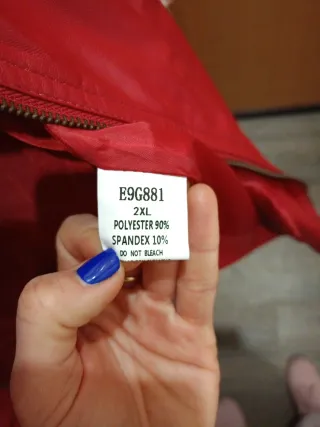 E9G881
2XL
POLYESTER 90%
SPANDEX 10%
DO NOT BLEACH